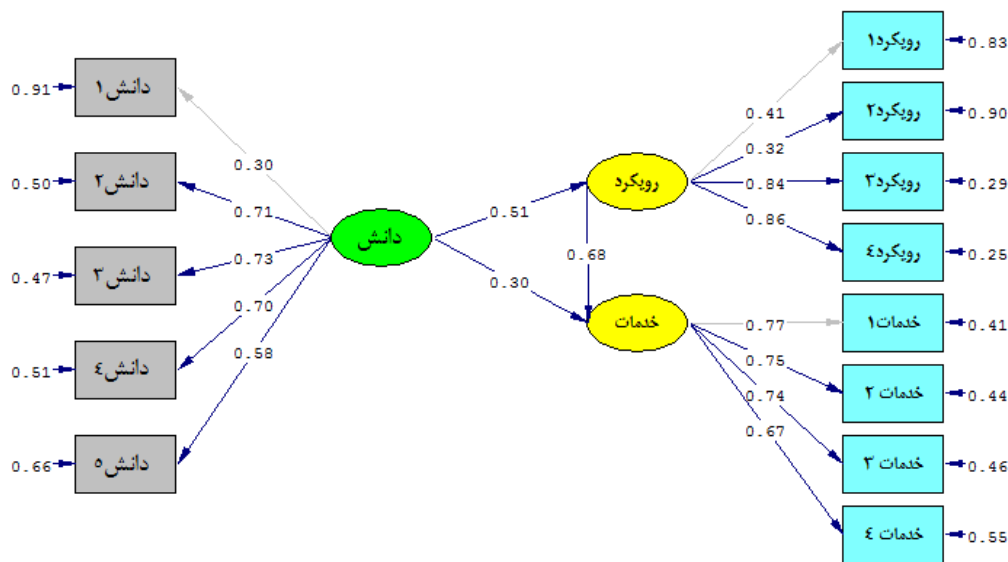 0.91
دانش۱
0.30
0.50
دانش۲
0.71
0.47
دانش۳
0.73
0.51
دانش٤
0.70
0.66
دانش٥
0.58
دانش
0.51
0.30
رویکرد
0.68
خدمات
0.41
رویکرد۱
0.83
0.32
رویکرد۲
0.90
0.84
رویکرد۳
0.29
0.86
رویکرد٤
0.25
0.77
خدمات۱
0.41
0.75
خدمات ۲
0.44
0.74
خدمات ۳
0.46
0.67
خدمات ٤
0.55